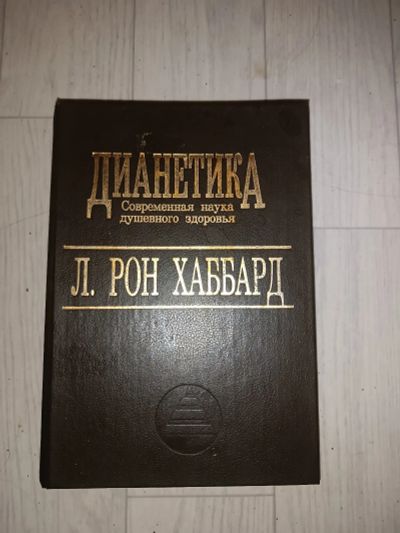 ДИАНЕТИКА
Современная наука
душевного здоровья
Л. РОН ХАББАРД